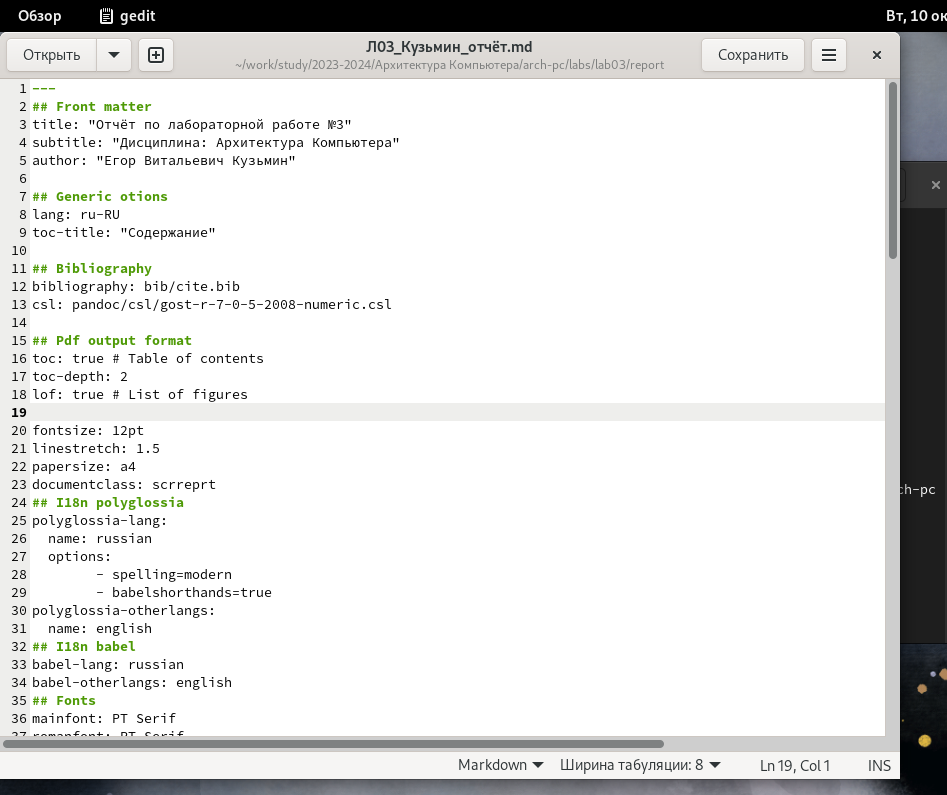 Обзор gedit Вт, 10 ок
Открыть Л03_Кузьмин_отчёт.md Сохранить
~/work/study/2023-2024/Архитектура Компьютера/arch-pc/labs/lab03/report
1 ---
2 ## Front matter
3 title: "Отчёт по лабораторной работе №3"
4 subtitle: "Дисциплина: Архитектура Компьютера"
5 author: "Егор Витальевич Кузьмин"
6
7 ## Generic otions
8 lang: ru-RU
9 toc-title: "Содержание"
10
11 ## Bibliography
12 bibliography: bib/cite.bib
13 csl: pandoc/csl/gost-r-7-0-5-2008-numeric.csl
14
15 ## Pdf output format
16 toc: true # Table of contents
17 toc-depth: 2
18 lof: true # List of figures
19
20 fontsize: 12pt
21 linestretch: 1.5
22 papersize: a4
23 documentclass: scrreprt
24 ## I18n polyglossia
25 polyglossia-lang:
26 name: russian
27 options:
28 - spelling=modern
29 - babelshorthands=true
30 polyglossia-otherlangs:
31 name: english
32 ## I18n babel
33 babel-lang: russian
34 babel-otherlangs: english
35 ## Fonts
36 mainfont: PT Serif
37 romanfont: PT Serif
ch-pc
Markdown Ширина табуляции: 8 Ln 19, Col 1 INS